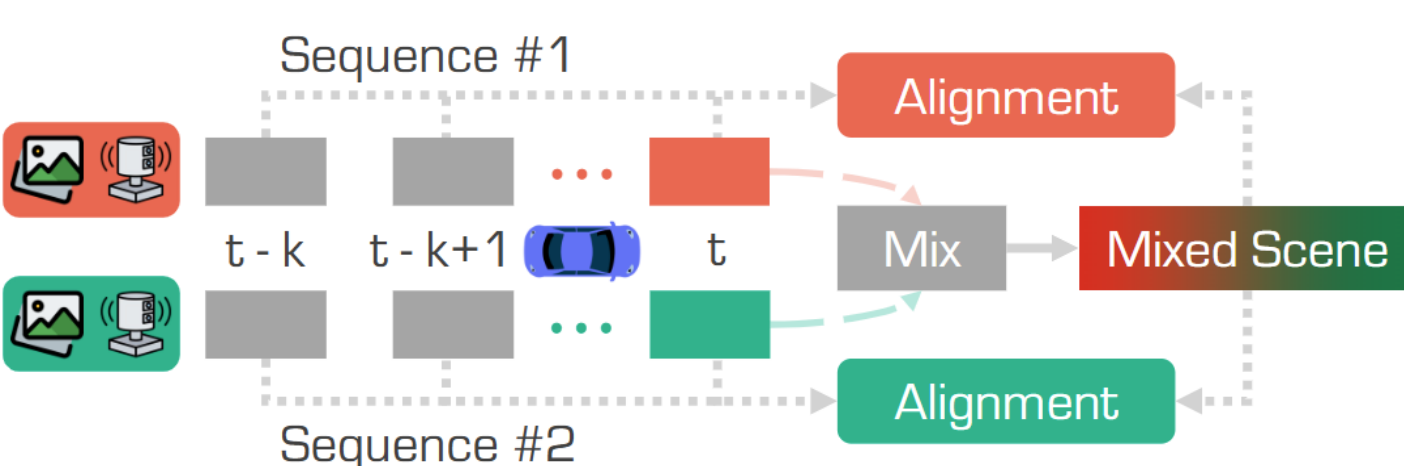 Sequence #1
Alignment
t - k
t - k+1
t
Mix
Mixed Scene
Alignment
Sequence #2